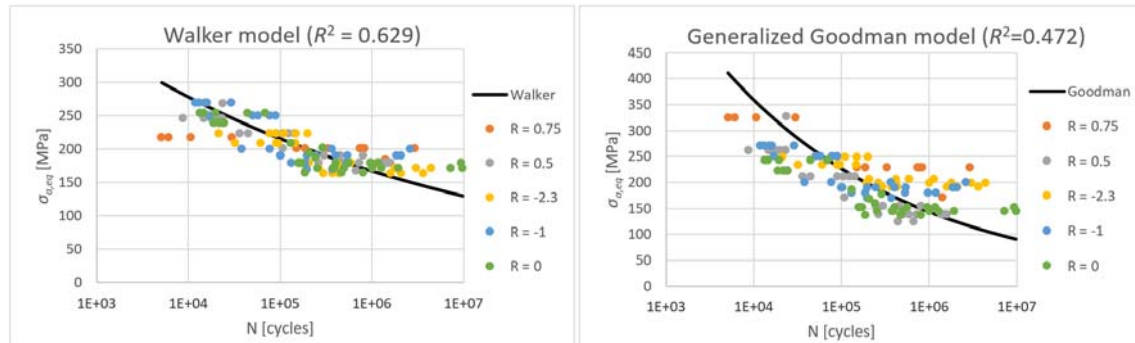 Walker model (R² = 0.629)
350
300
250
200
150
100
50
0
σa,eq [MPa]
1E+03 1E+04 1E+05 1E+06 1E+07
N [cycles]
Walker
R = 0.75
R = 0.5
R = -2.3
R = -1
R = 0
Generalized Goodman model (R²=0.472)
450
400
350
300
250
200
150
100
50
0
σa,eq [MPa]
1E+03 1E+04 1E+05 1E+06 1E+07
N [cycles]
Goodman
R = 0.75
R = 0.5
R = -2.3
R = -1
R = 0